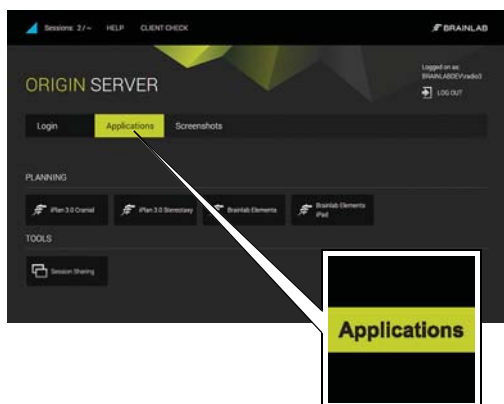 Sessions: 2/∼ HELP CLIENT CHECK BRAINLAB
Logged on as:
BRAINLABDEV\radio3
LOG OUT
ORIGIN SERVER
Login Applications Screenshots
PLANNING
iPlan 3.0 Cranial iPlan 3.0 Stereotaxy Brainlab Elements Brainlab Elements iPad
TOOLS
Session Sharing
Applications